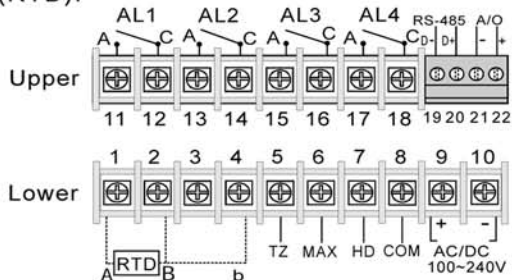 (RTD).
AL1 AL2 AL3 AL4 RS-485 A/O
A C A C A C A C D- D+ - +
Upper
11 12 13 14 15 16 17 18 19 20 21 22
1 2 3 4 5 6 7 8 9 10
Lower
+ -
RTD TZ MAX HD COM AC/DC
A B b 100~240V